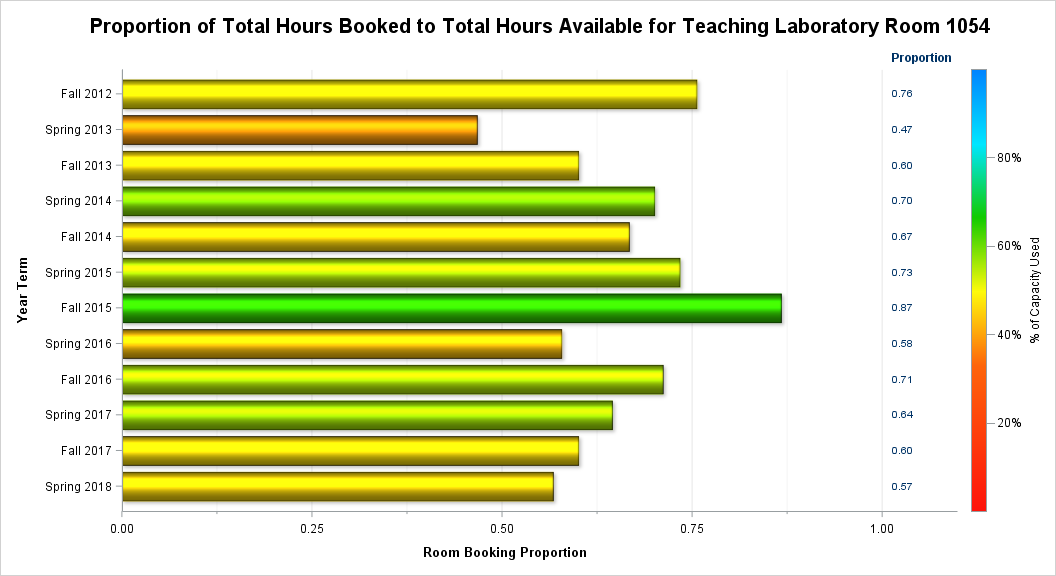 Proportion of Total Hours Booked to Total Hours Available for Teaching Laboratory Room 1054
Proportion
Fall 2012 0.76
Spring 2013 0.47
Fall 2013 0.60
Spring 2014 0.70
Fall 2014 0.67
Spring 2015 0.73
Fall 2015 0.87
Spring 2016 0.58
Fall 2016 0.71
Spring 2017 0.64
Fall 2017 0.60
Spring 2018 0.57
Year Term
0.00 0.25 0.50 0.75 1.00
Room Booking Proportion
80%
60%
40%
20%
% of Capacity Used